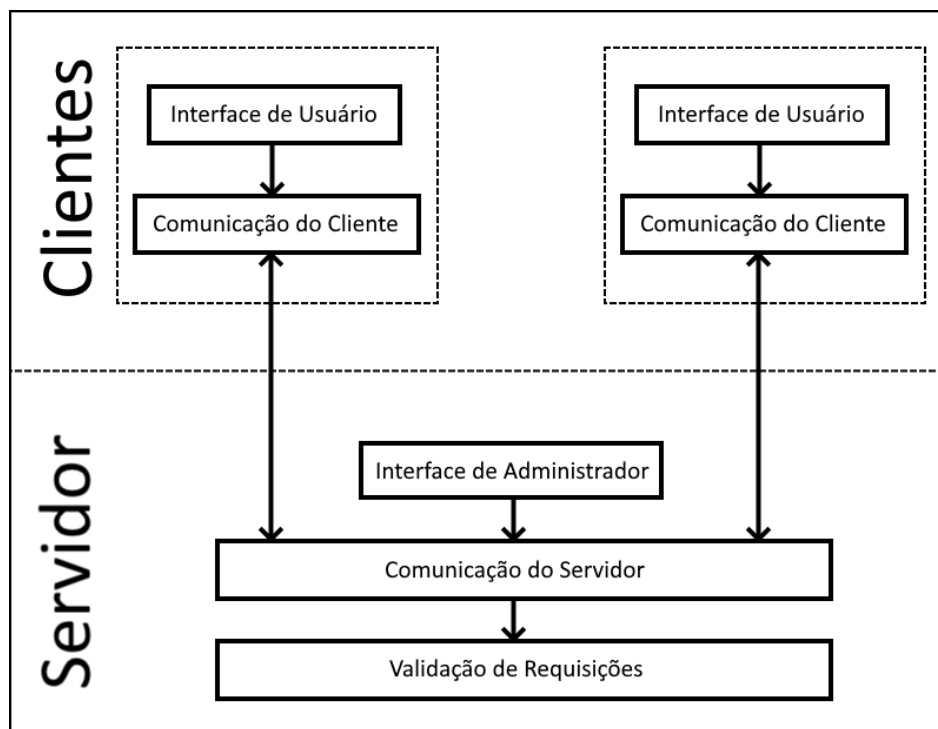 Clientes
Interface de Usuário
Interface de Usuário
Comunicação do Cliente
Comunicação do Cliente
Servidor
Interface de Administrador
Comunicação do Servidor
Validação de Requisições